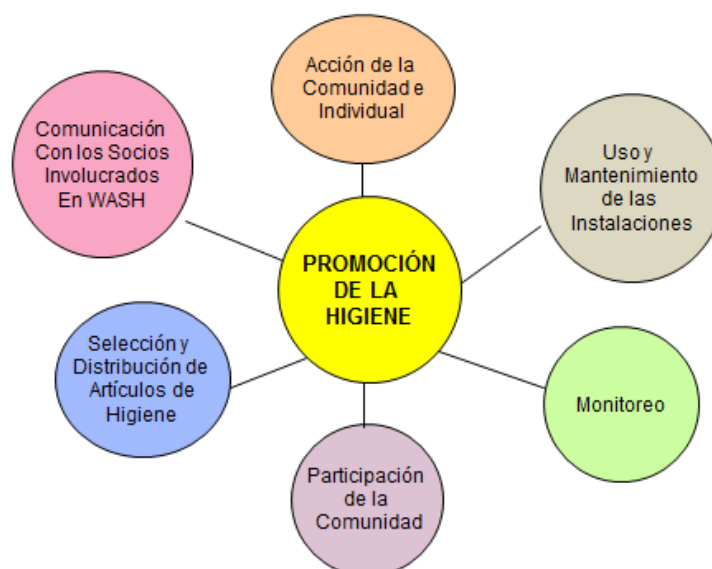 Acción de la
Comunidad e
Individual
Comunicación
Con los Socios
Involucrados
En WASH
Uso y
Mantenimiento
de las
Instalaciones
PROMOCIÓN
DE LA
HIGIENE
Selección y
Distribución de
Artículos de
Higiene
Monitoreo
Participación
de la
Comunidad